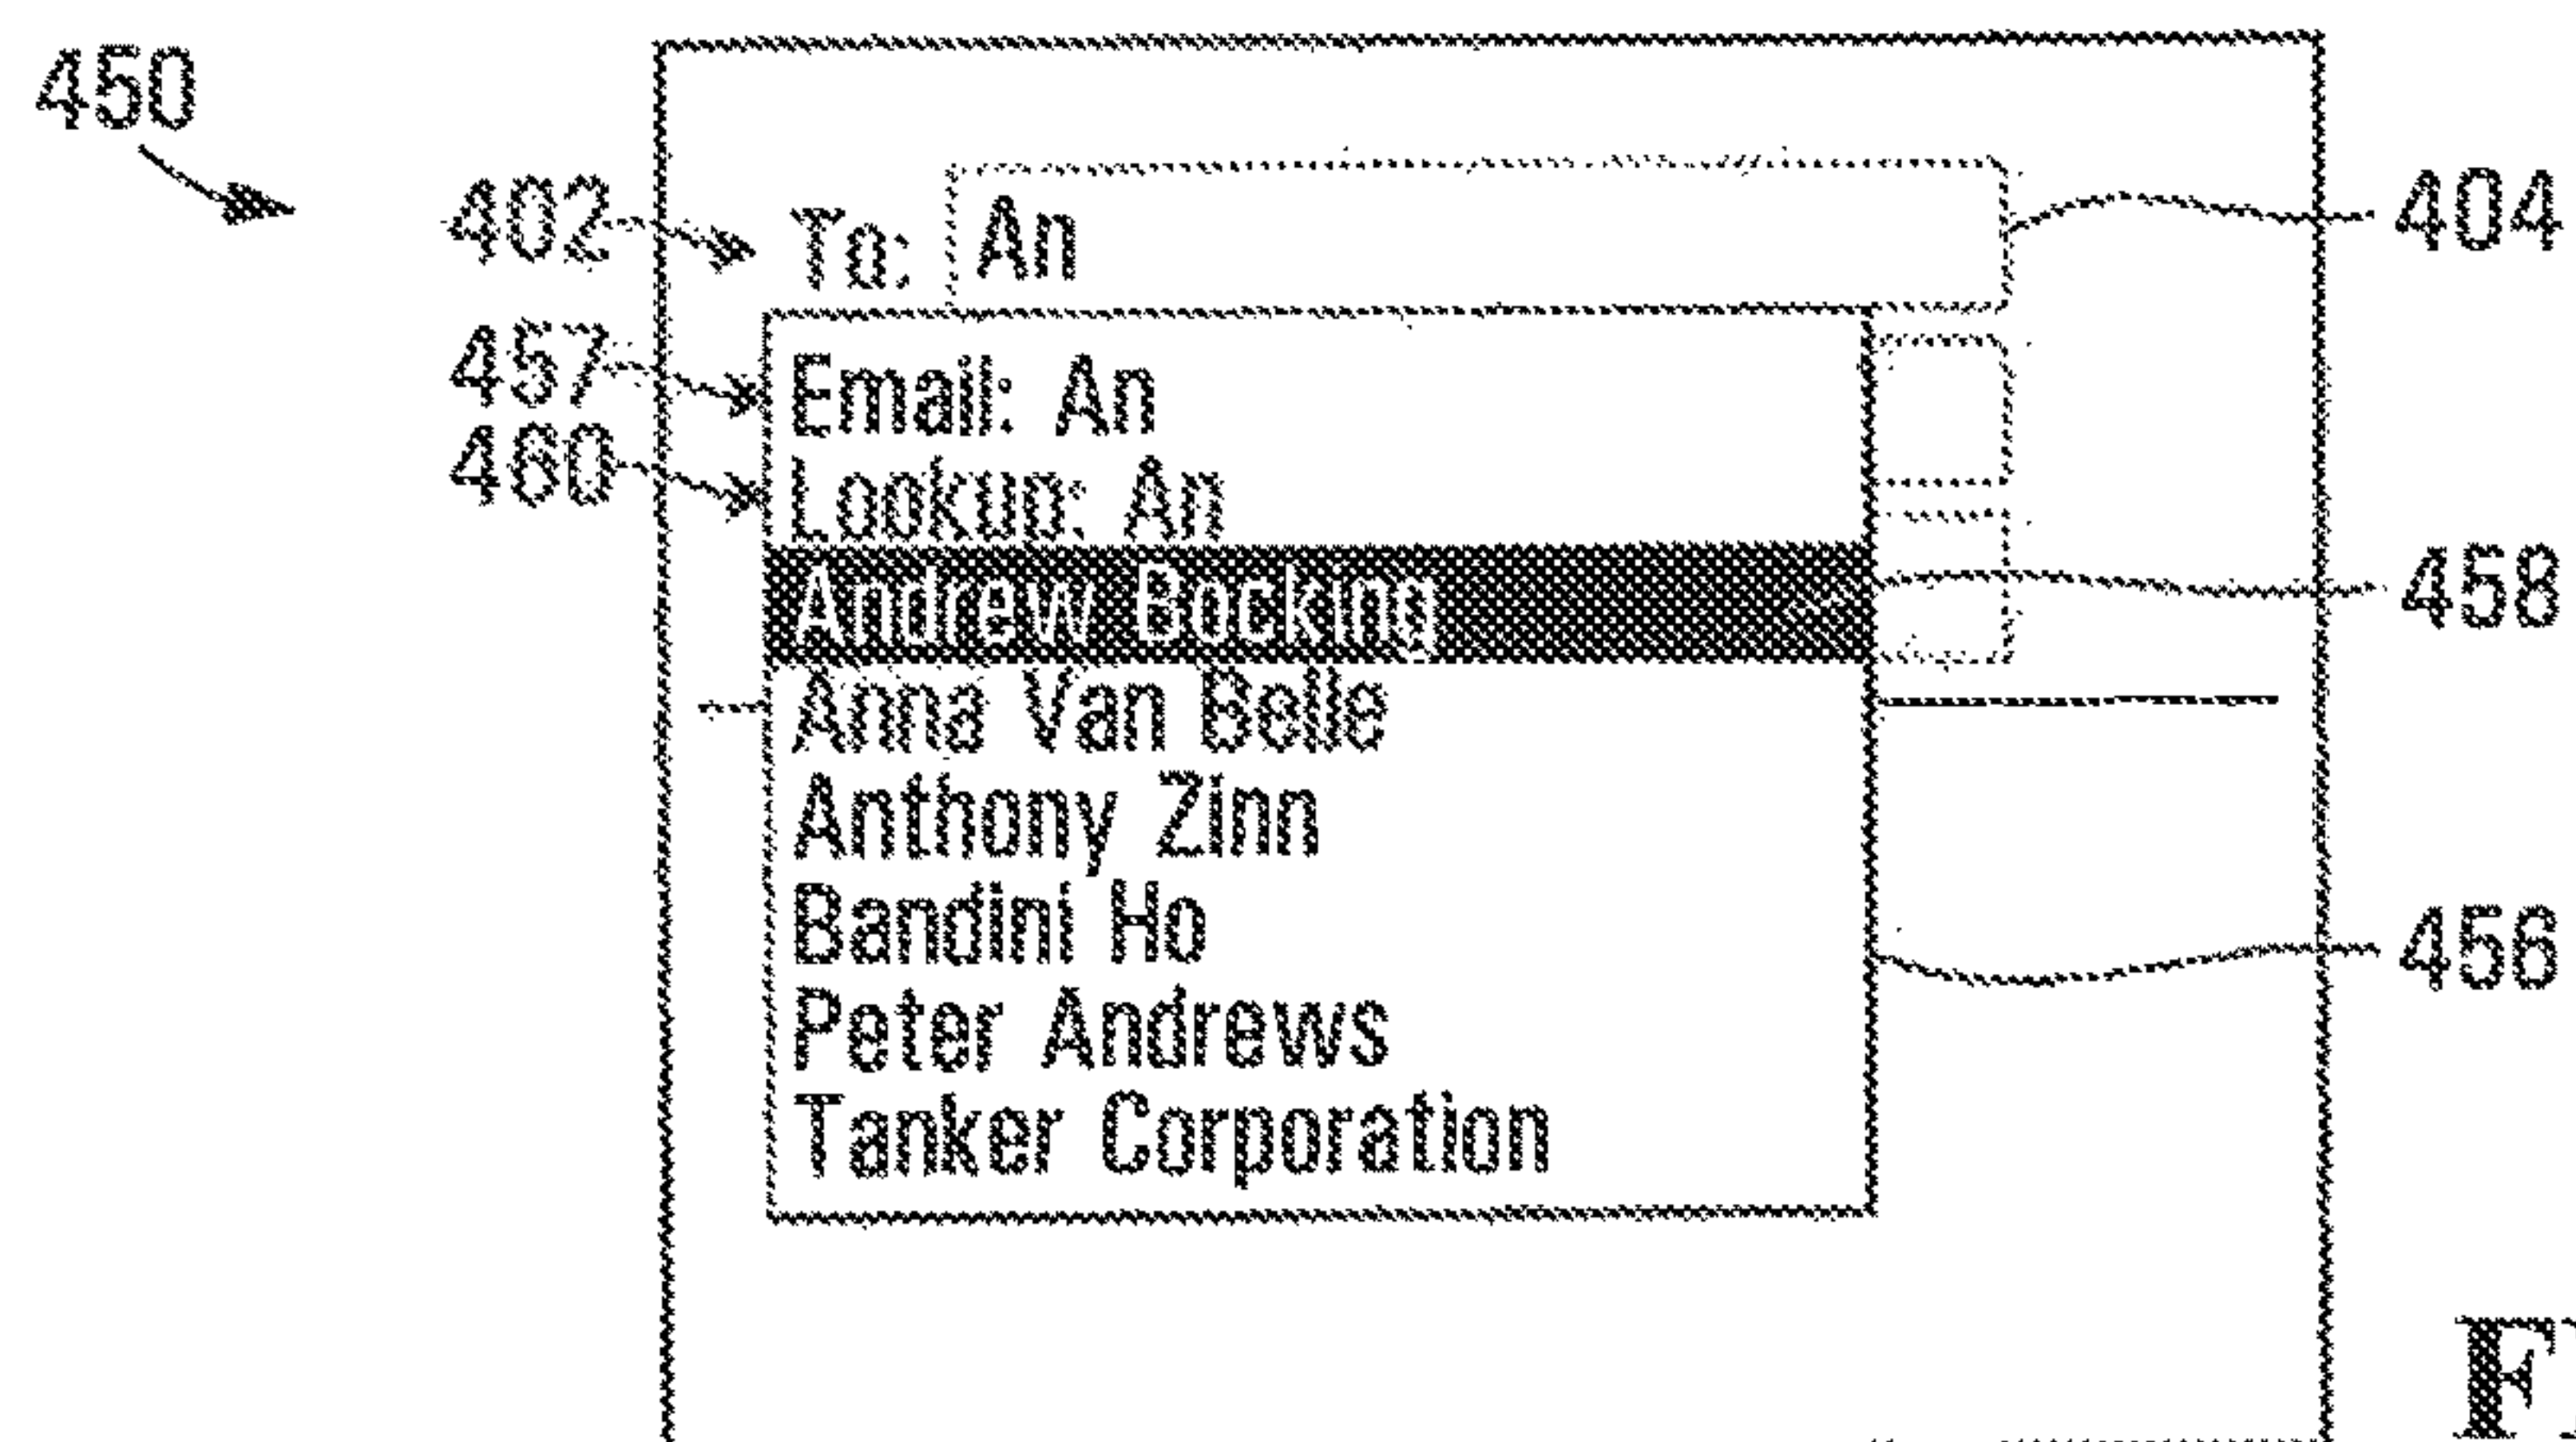 450
402 To: An 404
457 Email: An
460 Lookup: An
Andrew Bocking 458
Anna Van Belle
Anthony Zinn
Bandini Ho 456
Peter Andrews
Tanker Corporation